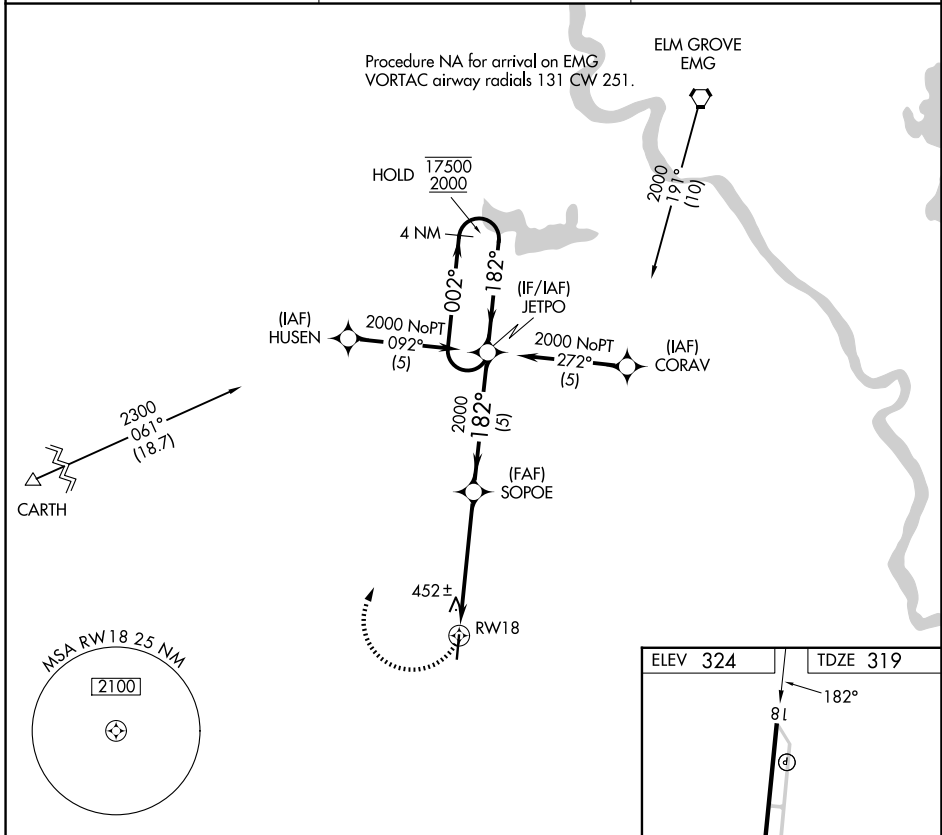 Procedure NA for arrival on EMG
VORTAC airway radials 131 CW 251.
ELM GROVE
EMG
2000
191°
(10)
HOLD
17500
2000
4 NM
002°
182°
(IF/IAF)
JETPO
(IAF)
HUSEN
2000 NoPT
092°
(5)
2000 NoPT
272°
(5)
(IAF)
CORAV
2300
061°
(18.7)
CARTH
2000
182°
(5)
(FAF)
SOPOE
452±
RW18
MSA RW18 25 NM
2100
ELEV 324
TDZE 319
182°
18
P